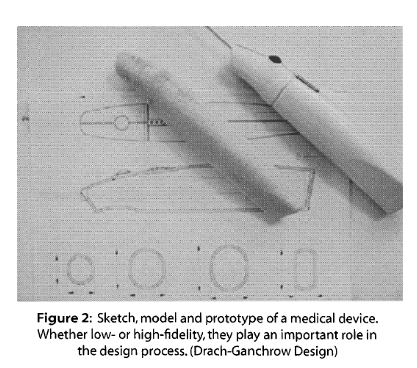 Figure 2: Sketch, model and prototype of a medical device.
Whether low- or high-fidelity, they play an important role in
the design process. (Drach-Ganchrow Design)